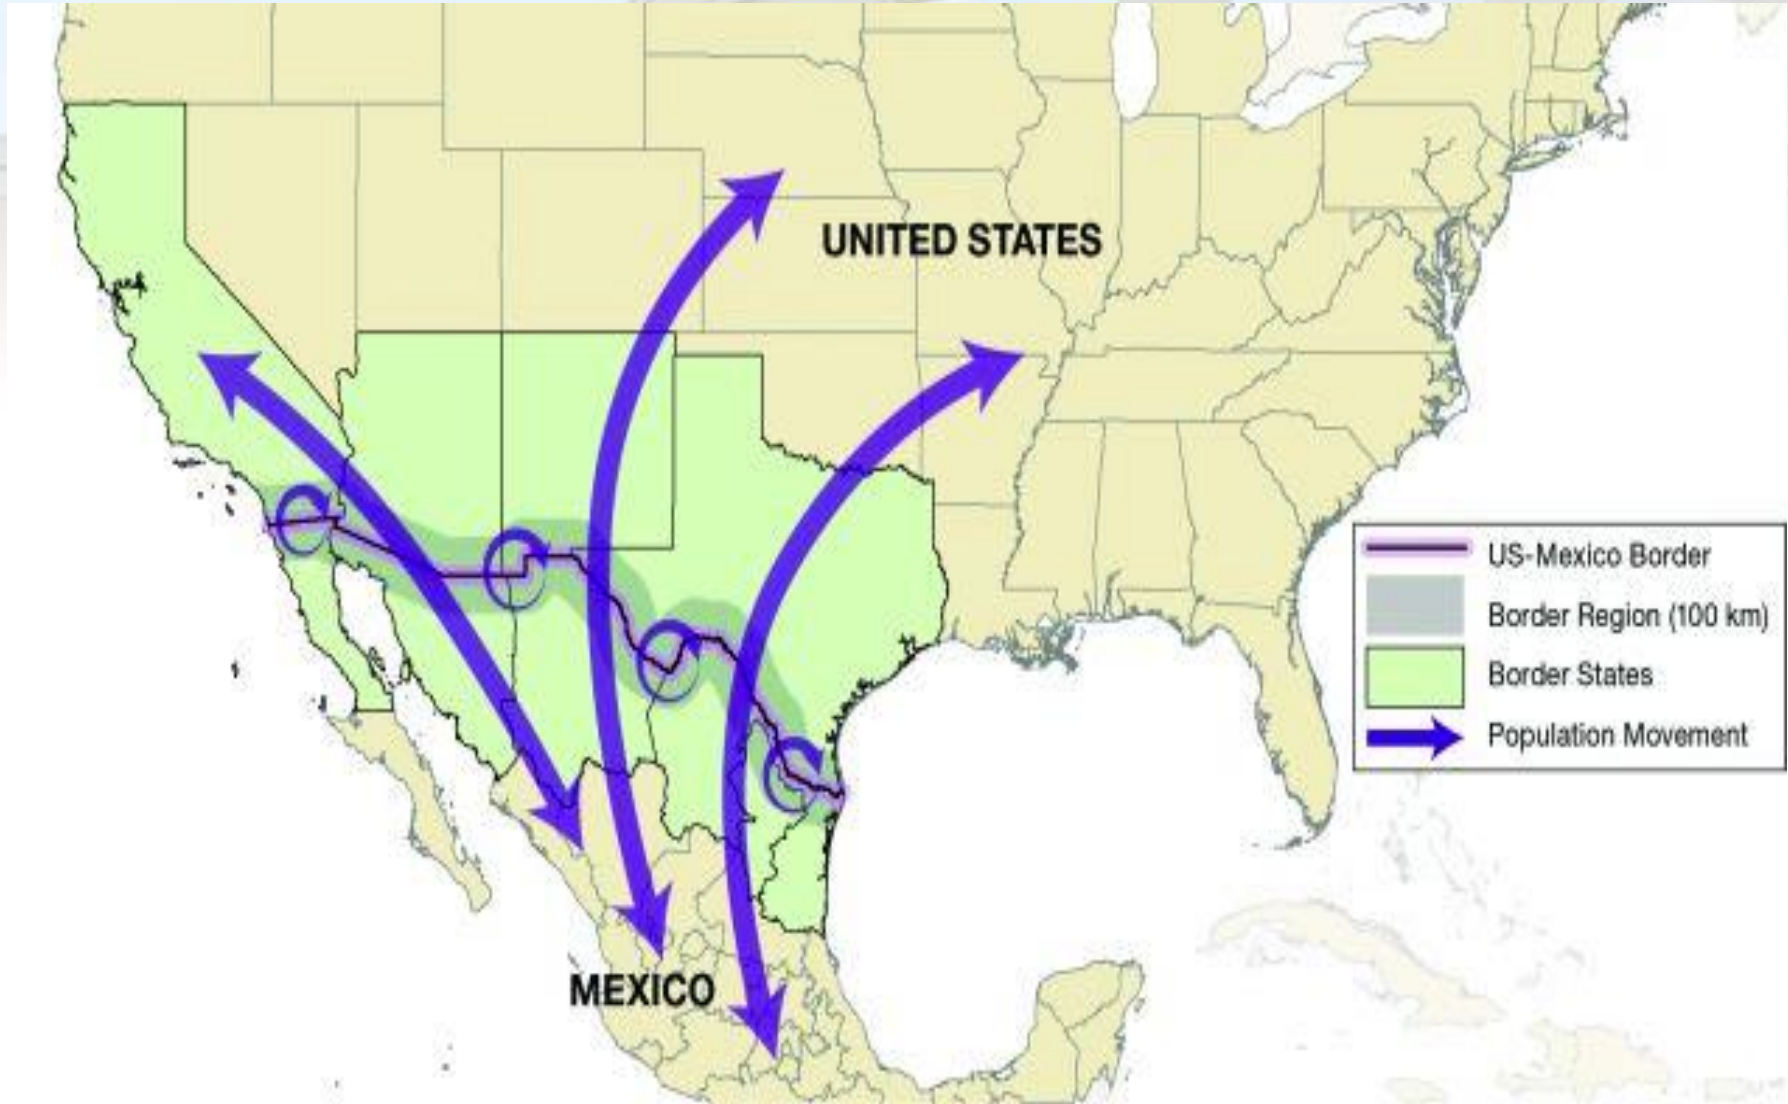 UNITED STATES
MEXICO
US-Mexico Border
Border Region (100 km)
Border States
Population Movement